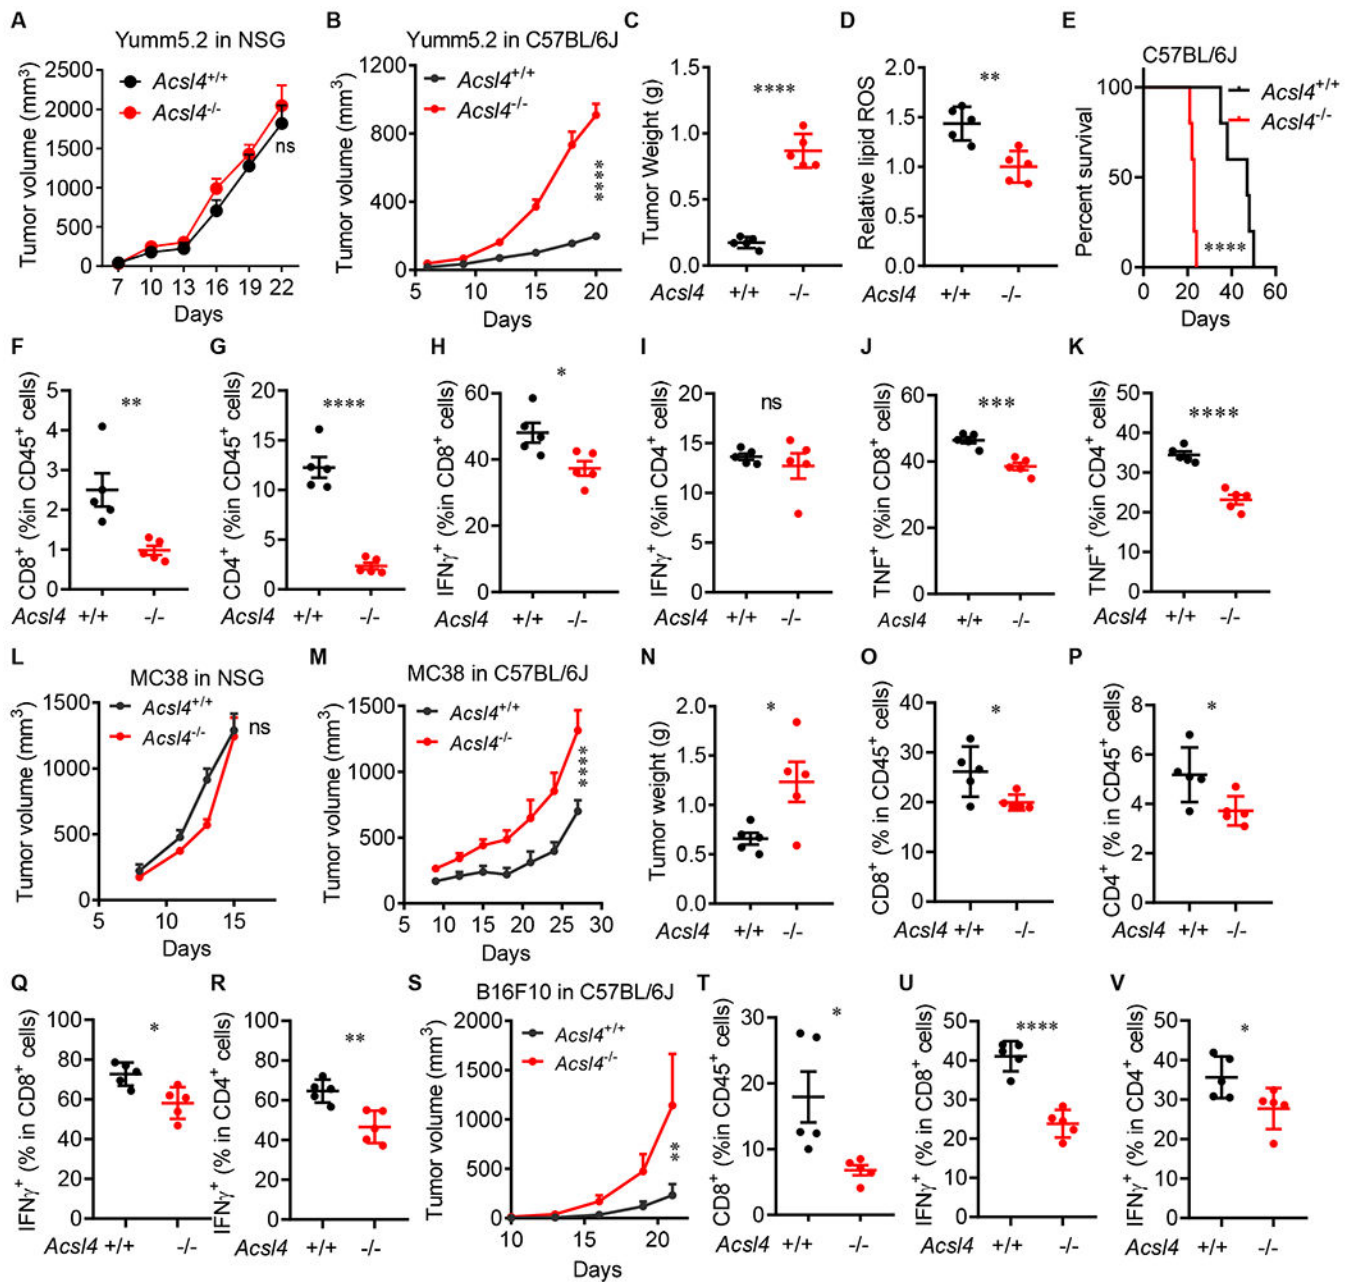 A
Yumm5.2 in NSG
Tumor volume (mm³)
2500
2000
1500
1000
500
0
Acsl4+/+
Acsl4-/-
ns
7 10 13 16 19 22
Days
B
Yumm5.2 in C57BL/6J
Tumor volume (mm³)
1200
800
400
0
Acsl4+/+
Acsl4-/-
****
5 10 15 20
Days
C
Tumor Weight (g)
1.5
1.0
0.5
0.0
****
Acsl4 +/+ -/-
D
Relative lipid ROS
2.0
1.5
1.0
0.5
0.0
**
Acsl4 +/+ -/-
E
C57BL/6J
Percent survival
100
50
0
Acsl4+/+
Acsl4-/-
****
0 20 40 60
Days
F
CD8+ (%in CD45+ cells)
5
4
3
2
1
0
**
Acsl4 +/+ -/-
G
CD4+ (%in CD45+ cells)
20
15
10
5
0
****
+/+ -/-
H
IFNγ+ (%in CD8+ cells)
60
40
20
0
*
Acsl4 +/+ -/-
I
IFNγ+ (%in CD4+ cells)
20
15
10
5
0
ns
Acsl4 +/+ -/-
J
TNF+ (%in CD8+ cells)
60
40
20
0
***
Acsl4 +/+ -/-
K
TNF+ (%in CD4+ cells)
50
40
30
20
10
0
****
Acsl4 +/+ -/-
L
MC38 in NSG
Tumor volume (mm³)
1500
1000
500
0
Acsl4+/+
Acsl4-/-
ns
5 10 15
Days
M
MC38 in C57BL/6J
Tumor volume (mm³)
1500
1000
500
0
Acsl4+/+
Acsl4-/-
****
5 10 15 20 25 30
Days
N
Tumor weight (g)
2.0
1.5
1.0
0.5
0.0
*
Acsl4 +/+ -/-
O
CD8+ (% in CD45+ cells)
40
30
20
10
0
*
Acsl4 +/+ -/-
P
CD4+ (% in CD45+ cells)
8
6
4
2
0
*
Acsl4 +/+ -/-
Q
IFNγ+ (% in CD8+ cells)
100
80
60
40
20
0
*
Acsl4 +/+ -/-
R
IFNγ+ (% in CD4+ cells)
100
80
60
40
20
0
**
Acsl4 +/+ -/-
S
B16F10 in C57BL/6J
Tumor volume (mm³)
2000
1500
1000
500
0
Acsl4+/+
Acsl4-/-
**
10 15 20
Days
T
CD8+ (% in CD45+ cells)
30
20
10
0
*
Acsl4 +/+ -/-
U
IFNγ+ (% in CD8+ cells)
50
40
30
20
10
0
****
Acsl4 +/+ -/-
V
IFNγ+ (% in CD4+ cells)
50
40
30
20
10
0
*
Acsl4 +/+ -/-